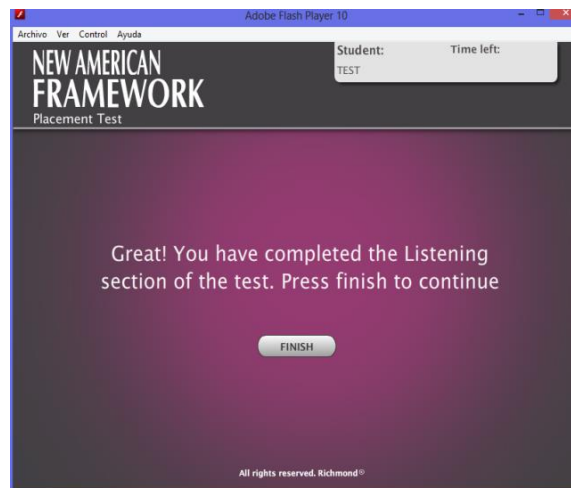 Adobe Flash Player 10
Archivo Ver Control Ayuda
NEW AMERICAN
FRAMEWORK
Placement Test
Student: Time left:
TEST
Great! You have completed the Listening
section of the test. Press finish to continue
FINISH
All rights reserved. Richmond®